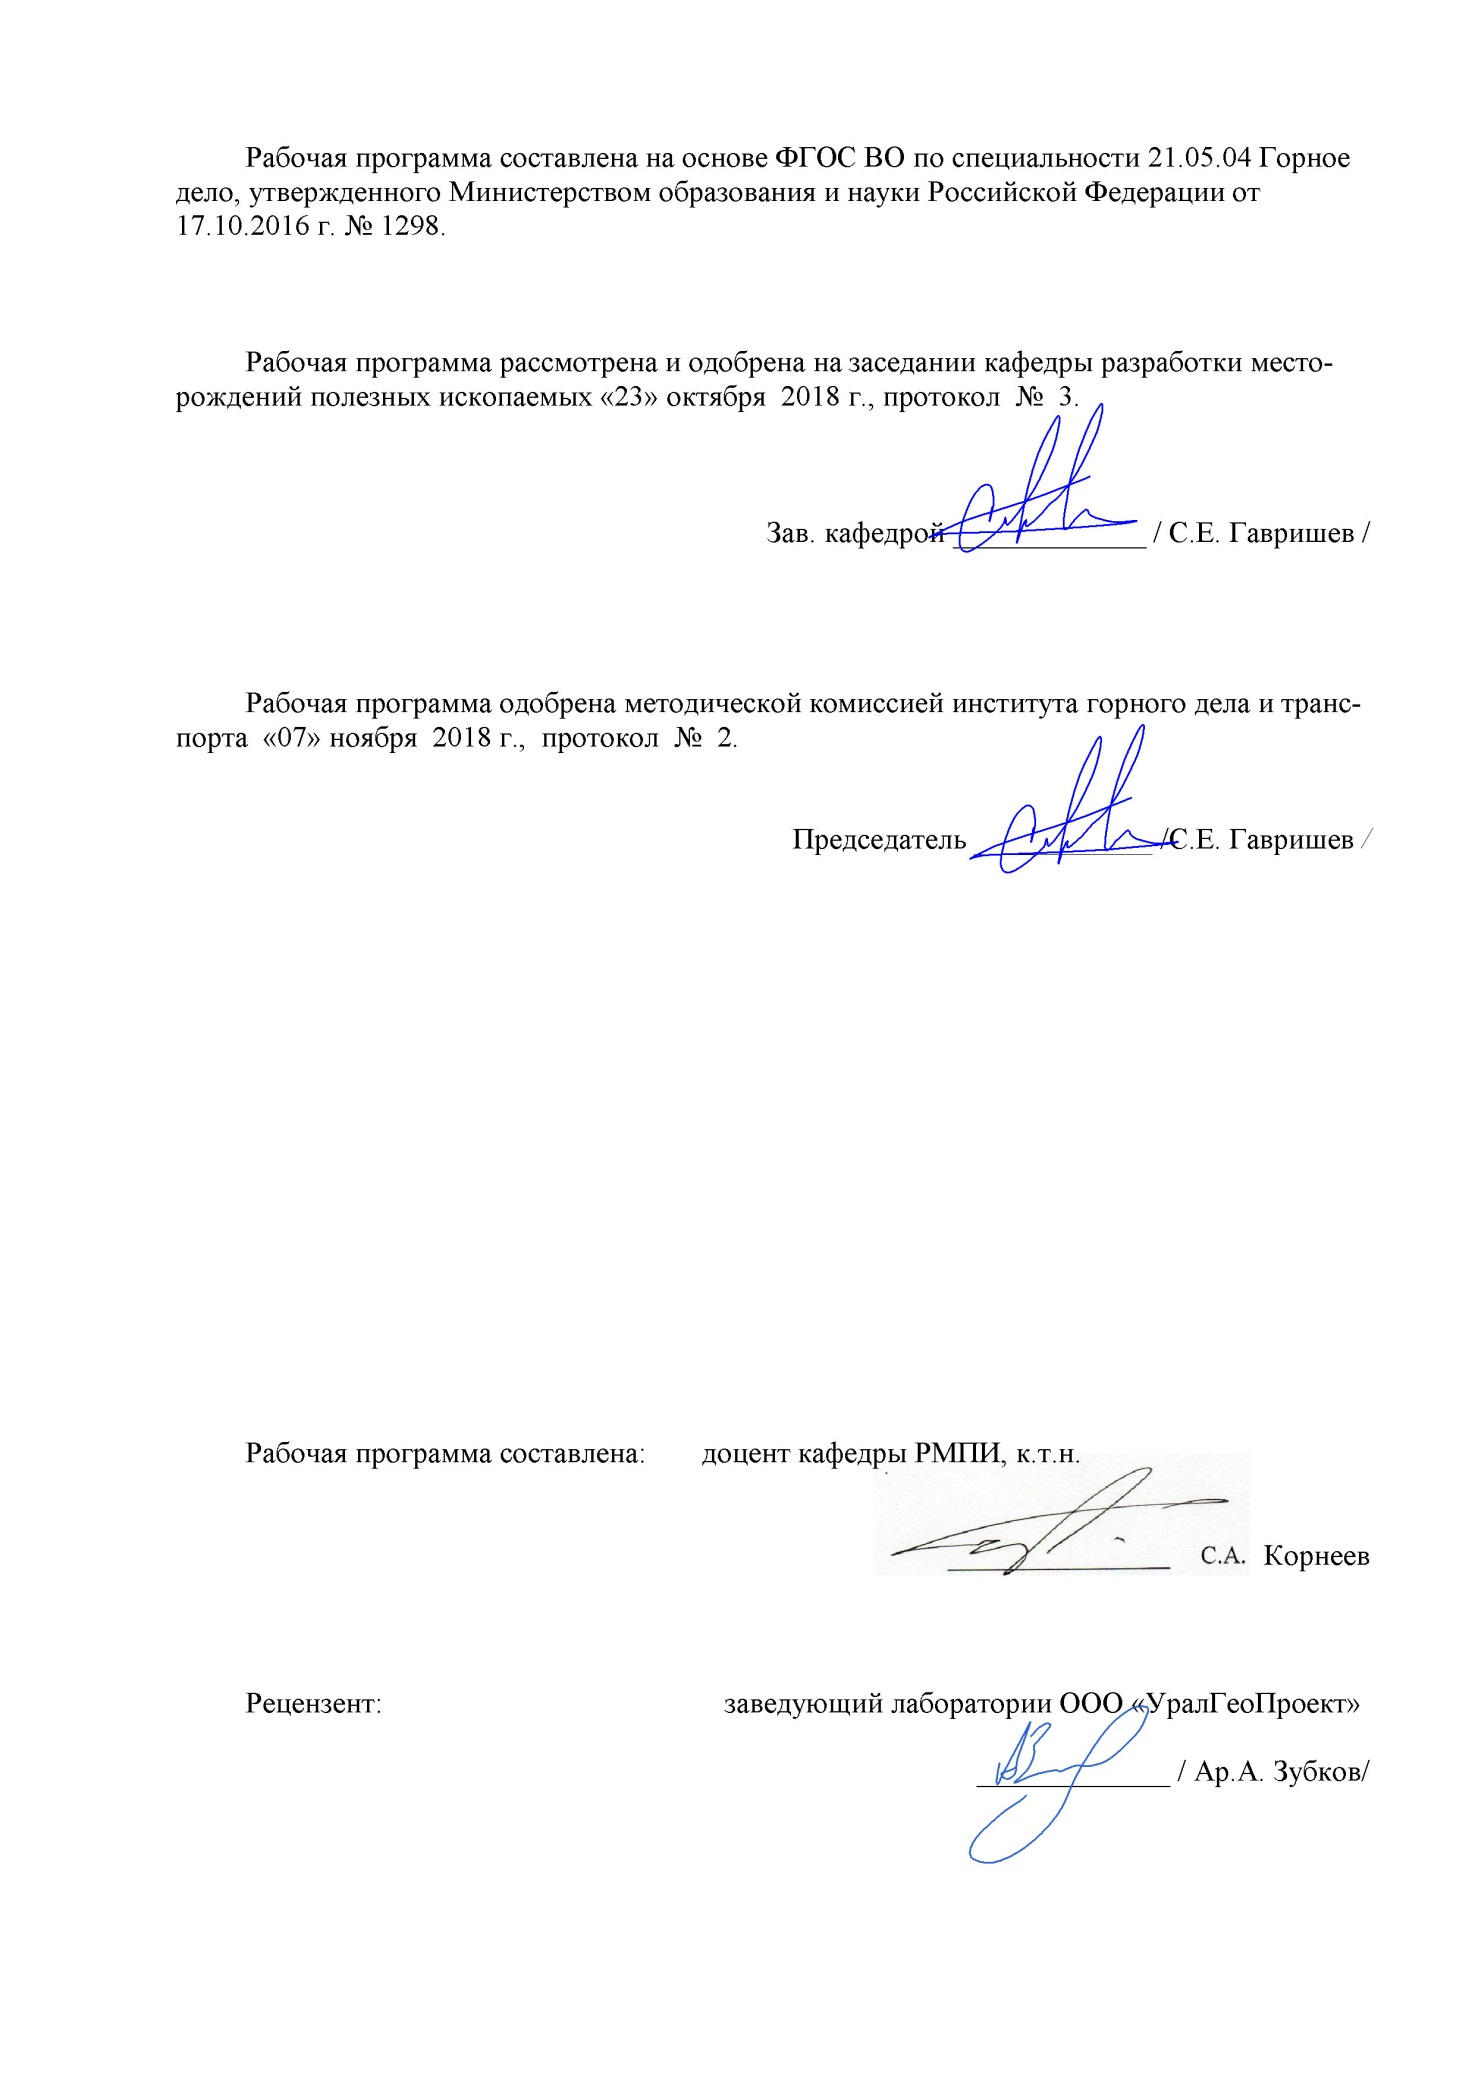 Рабочая программа составлена на основе ФГОС ВО по специальности 21.05.04 Горное
дело, утвержденного Министерством образования и науки Российской Федерации от
17.10.2016 г. № 1298.
Рабочая программа рассмотрена и одобрена на заседании кафедры разработки место-
рождений полезных ископаемых «23» октября 2018 г., протокол № 3.
Зав. кафедрой / С.Е. Гавришев /
Рабочая программа одобрена методической комиссией института горного дела и транс-
порта «07» ноября 2018 г., протокол № 2.
Председатель /С.Е. Гавришев /
Рабочая программа составлена: доцент кафедры РМПИ, к.т.н.
С.А. Корнеев
Рецензент: заведующий лаборатории ООО «УралГеоПроект»
/ Ар.А. Зубков/